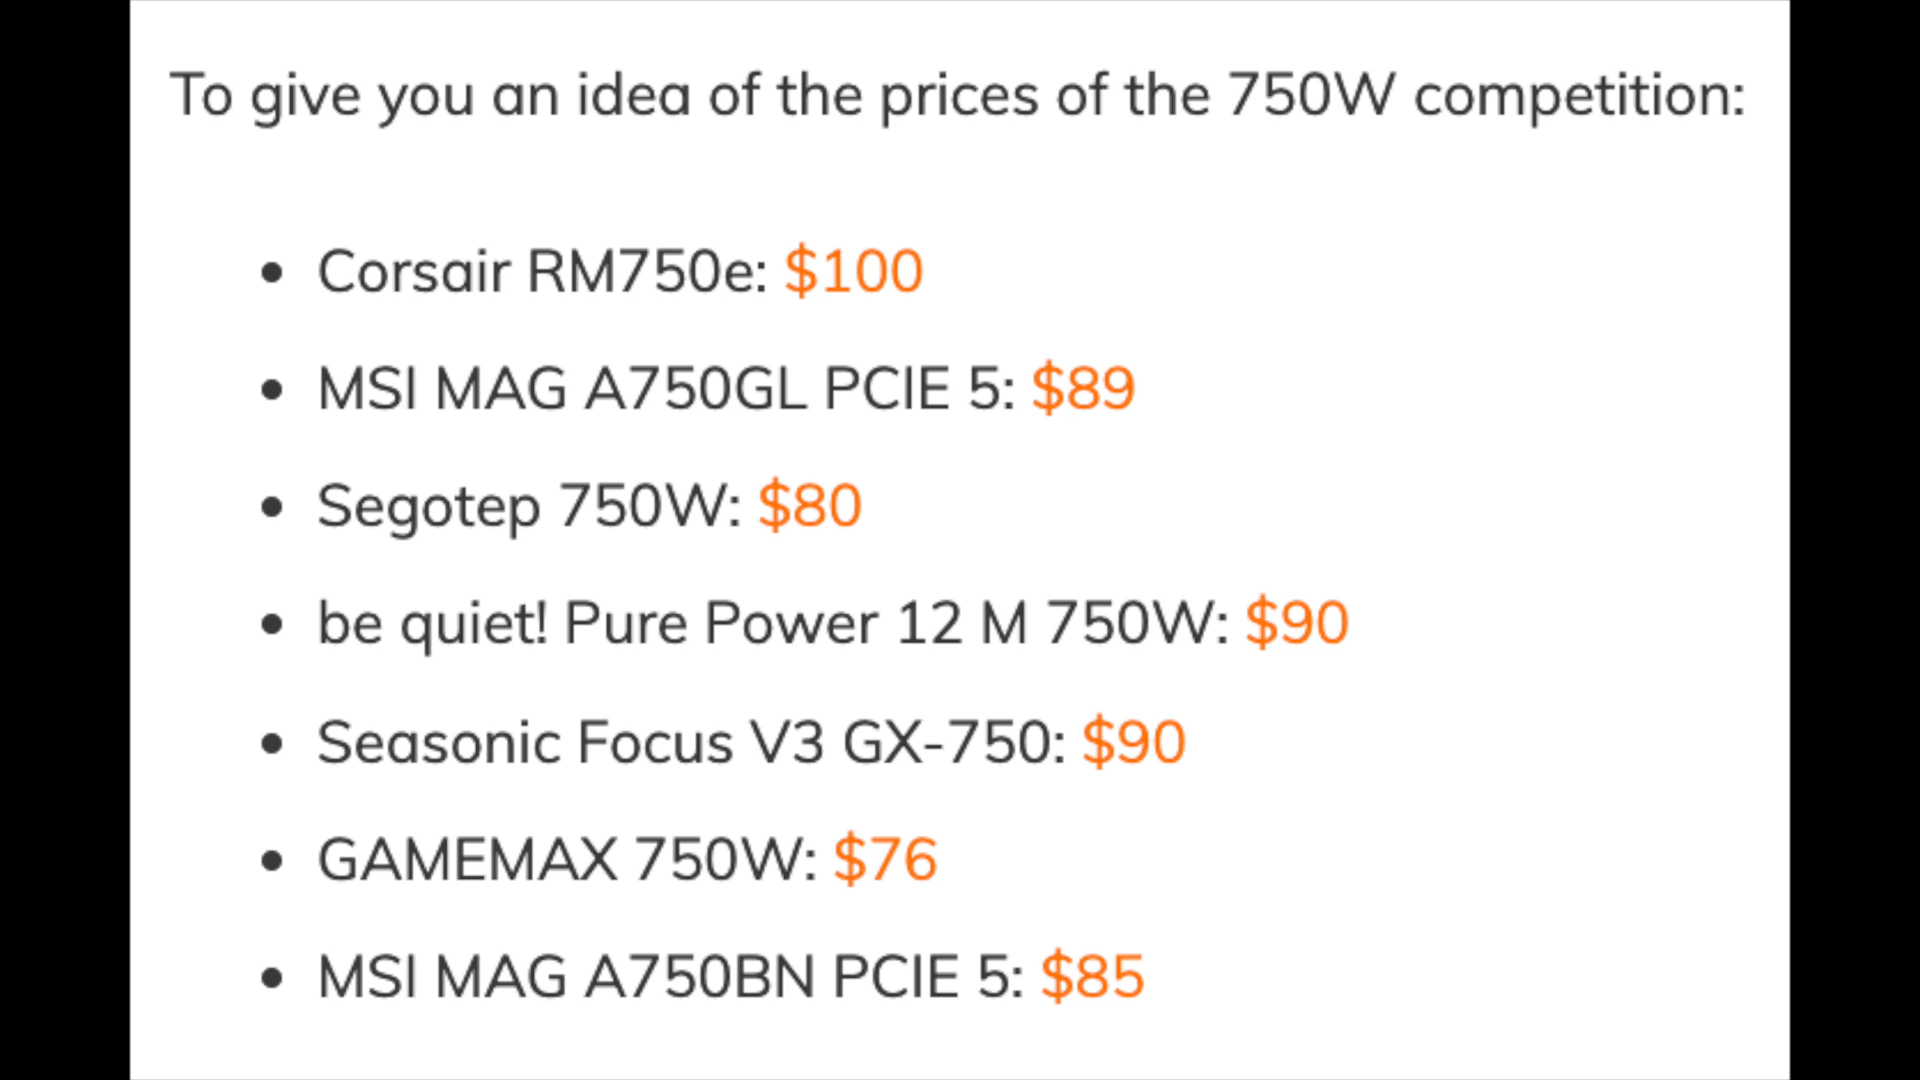 To give you an idea of the prices of the 750W competition:
• Corsair RM750e: $100
• MSI MAG A750GL PCIE 5: $89
• Segotep 750W: $80
• be quiet! Pure Power 12 M 750W: $90
• Seasonic Focus V3 GX-750: $90
• GAMEMAX 750W: $76
• MSI MAG A750BN PCIE 5: $85